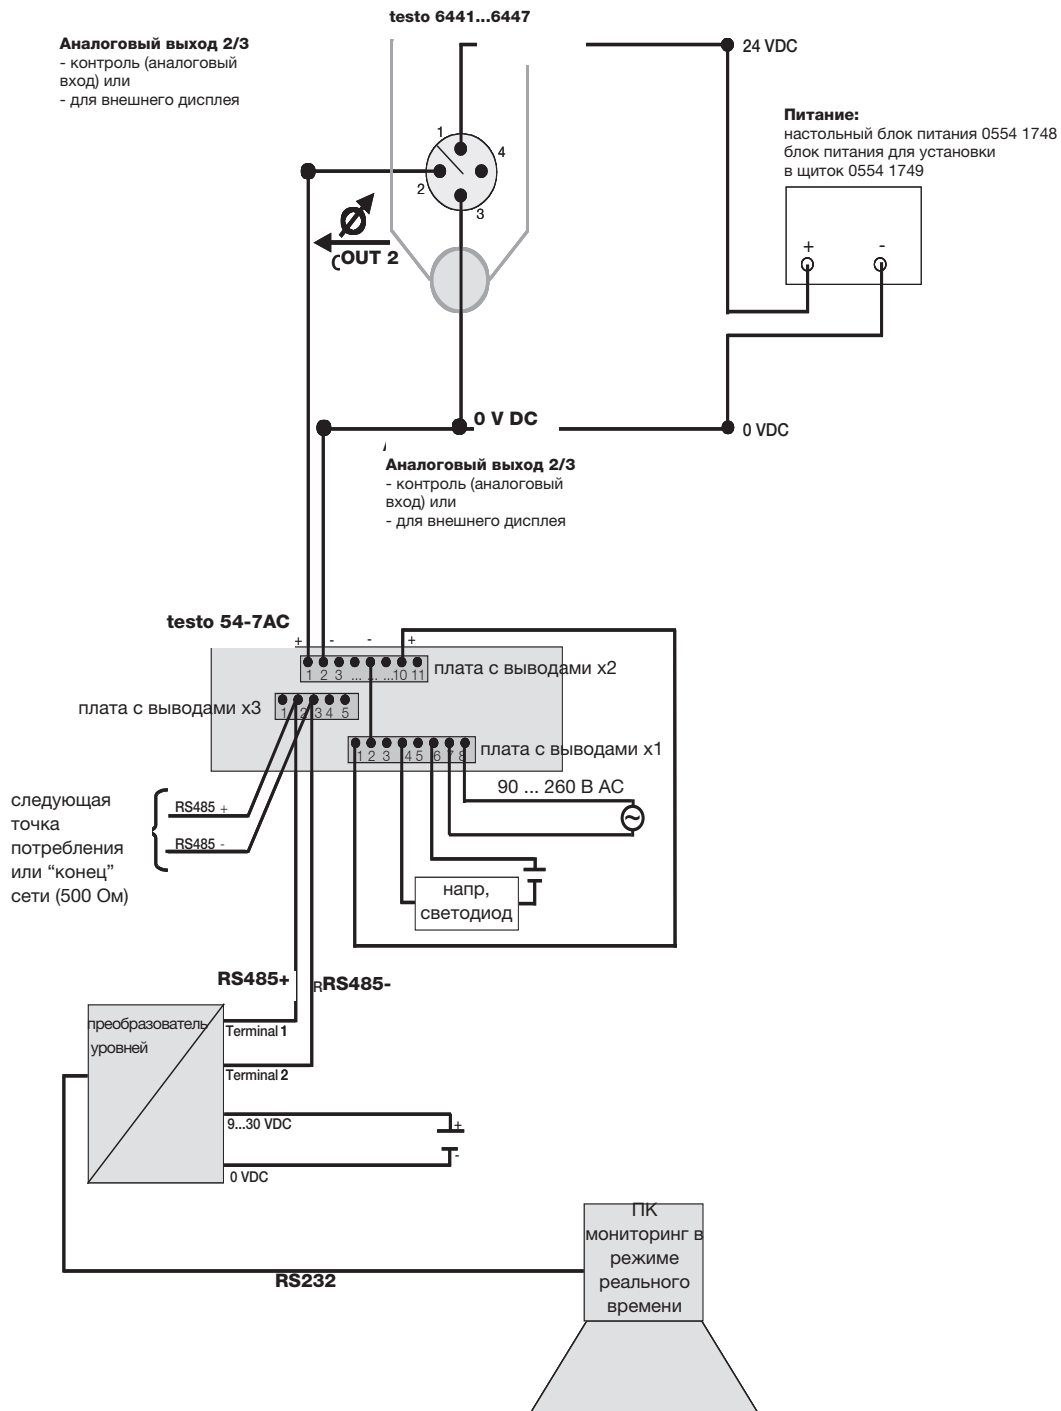 testo 6441...6447
Аналоговый выход 2/3
- контроль (аналоговый
вход) или
- для внешнего дисплея
24 VDC
Питание:
настольный блок питания 0554 1748
блок питания для установки
в щиток 0554 1749
+ -
1
4
2
3
OUT 2
0 V DC
0 VDC
Аналоговый выход 2/3
- контроль (аналоговый
вход) или
- для внешнего дисплея
testo 54-7AC
+ - - +
1 2 3 ... ... ...10 11
плата с выводами x2
плата с выводами x3
1 2 3 4 5
1 2 3 4 5 6 7 8
плата с выводами x1
90 ... 260 В AC
следующая
точка
потребления
или “конец”
сети (500 Ом)
RS485 +
RS485 -
напр,
светодиод
RS485+
RRS485-
преобразователь
уровней
Terminal 1
Terminal 2
9...30 VDC
+
-
0 VDC
ПК
мониторинг в
режиме
реального
времени
RS232